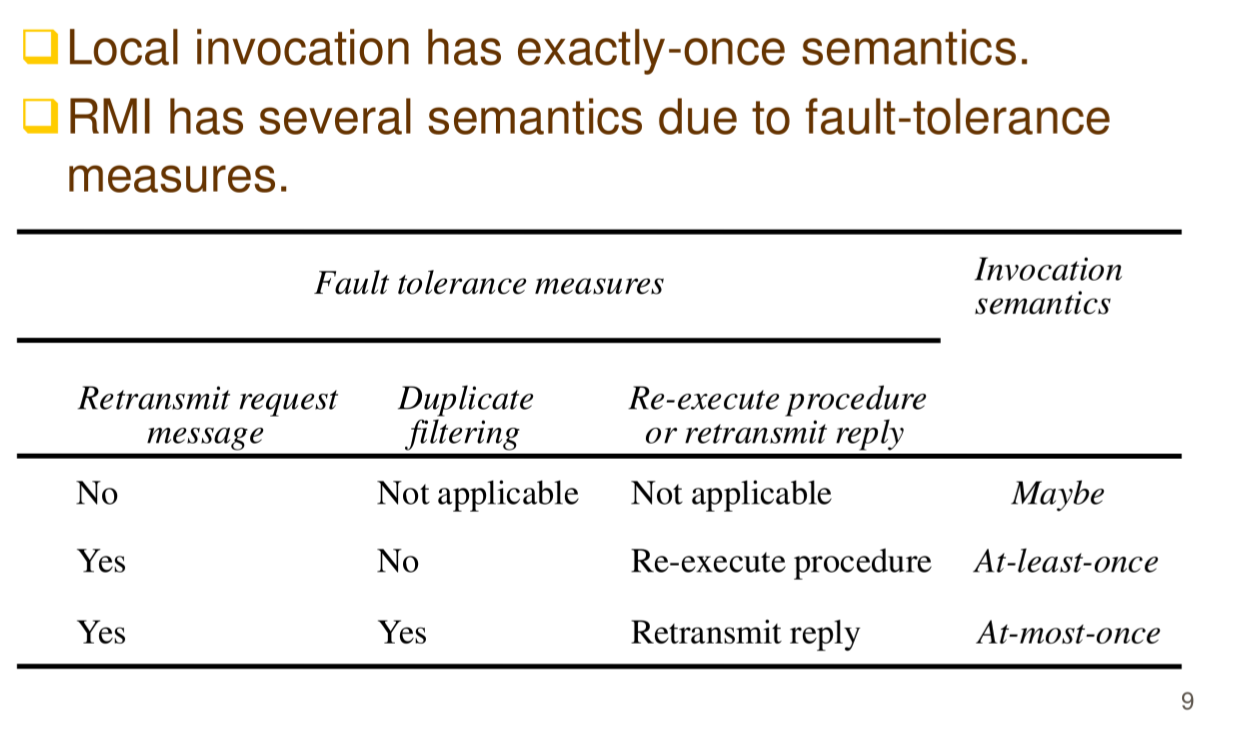 Local invocation has exactly-once semantics.
RMI has several semantics due to fault-tolerance
measures.
Fault tolerance measures
Invocation
semantics
Retransmit request
message
Duplicate
filtering
Re-execute procedure
or retransmit reply
No Not applicable Not applicable Maybe
Yes No Re-execute procedure At-least-once
Yes Yes Retransmit reply At-most-once
9